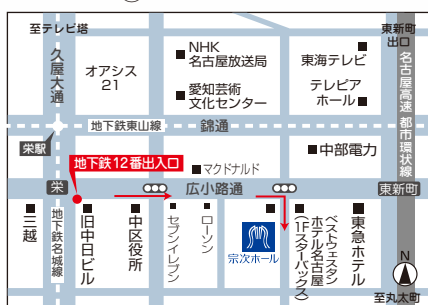 至テレビ塔
東新町
出口
久屋大通
オアシス
21
NHK
名古屋放送局
愛知芸術
文化センター
東海テレビ
テレピア
ホール
名古屋高速 都市環状線
地下鉄東山線
錦通
栄駅
地下鉄12番出入口
中部電力
マクドナルド
栄
広小路通
東新町
三越
地下鉄名城線
旧中日ビル
中区役所
セブンイレブン
ローソン
宗次ホール
ベストウェスタン
ホテル名古屋
(1Fスターバックス)
東急ホテル
N
至丸太町